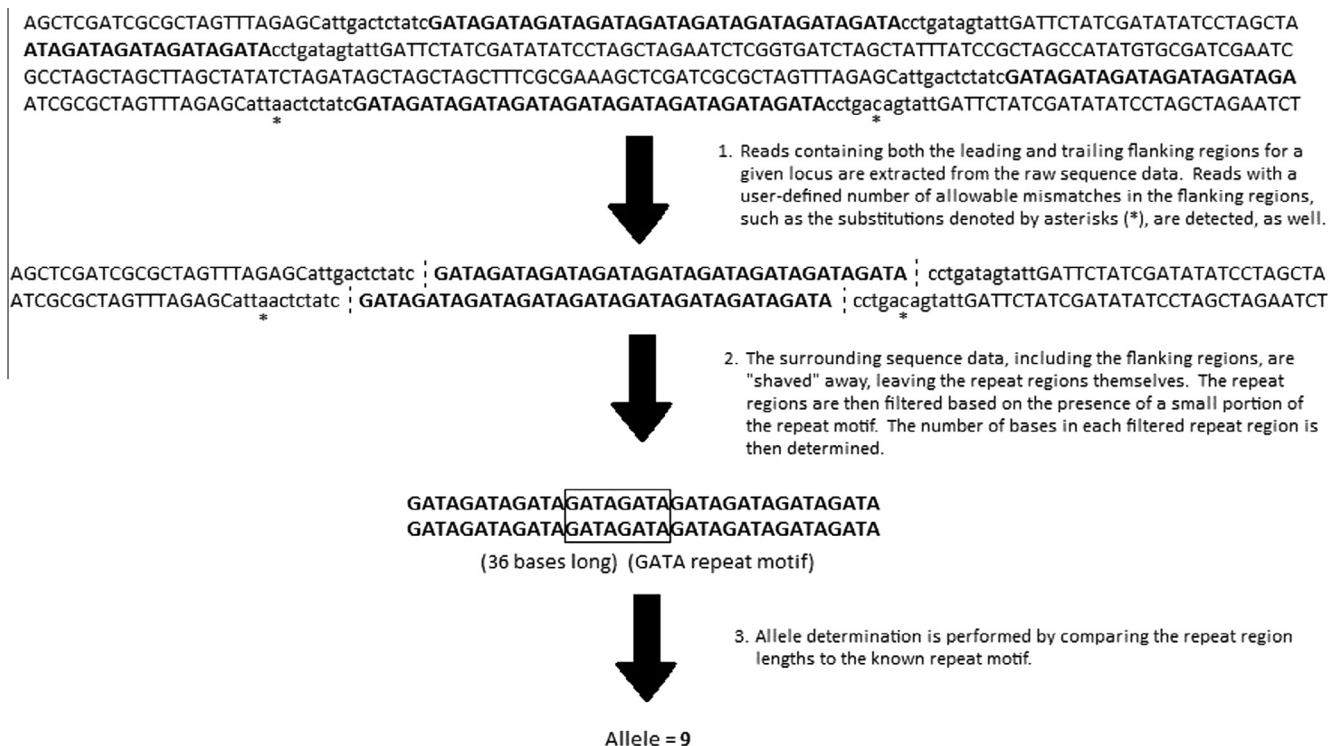 AGCTCGATCGCGCTAGTTTAGAGCattgactctatcGATAGATAGATAGATAGATAGATAGATAGATAGATAcctgatagtattGATTCTATCGATATATCCTAGCTA
ATAGATAGATAGATAGATAcctgatagtattGATTCTATCGATATATCCTAGCTAGAATCTCGGTGATCTAGCTATTTATCCGCTAGCCATATGTGCGATCGAATC
GCCTAGCTAGCTTAGCTATATCTAGATAGCTAGCTAGCTTTCGCGAAAGCTCGATCGCGCTAGTTTAGAGCattgactctatcGATAGATAGATAGATAGATAGA
ATCGCGCTAGTTTAGAGCattaactctatcGATAGATAGATAGATAGATAGATAGATAGATAGATAcctgacagtattGATTCTATCGATATATCCTAGCTAGAATCT
* *
1. Reads containing both the leading and trailing flanking regions for a
given locus are extracted from the raw sequence data. Reads with a
user-defined number of allowable mismatches in the flanking regions,
such as the substitutions denoted by asterisks (*), are detected, as well.
AGCTCGATCGCGCTAGTTTAGAGCattgactctatc GATAGATAGATAGATAGATAGATAGATAGATAGATA cctgatagtattGATTCTATCGATATATCCTAGCTA
ATCGCGCTAGTTTAGAGCattaactctatc GATAGATAGATAGATAGATAGATAGATAGATAGATA cctgacagtattGATTCTATCGATATATCCTAGCTAGAATCT
* *
2. The surrounding sequence data, including the flanking regions, are
"shaved" away, leaving the repeat regions themselves. The repeat
regions are then filtered based on the presence of a small portion of
the repeat motif. The number of bases in each filtered repeat region is
then determined.
GATAGATAGATAGATAGATAGATAGATAGATAGATA
GATAGATAGATAGATAGATAGATAGATAGATAGATA
(36 bases long) (GATA repeat motif)
3. Allele determination is performed by comparing the repeat region
lengths to the known repeat motif.
Allele = 9